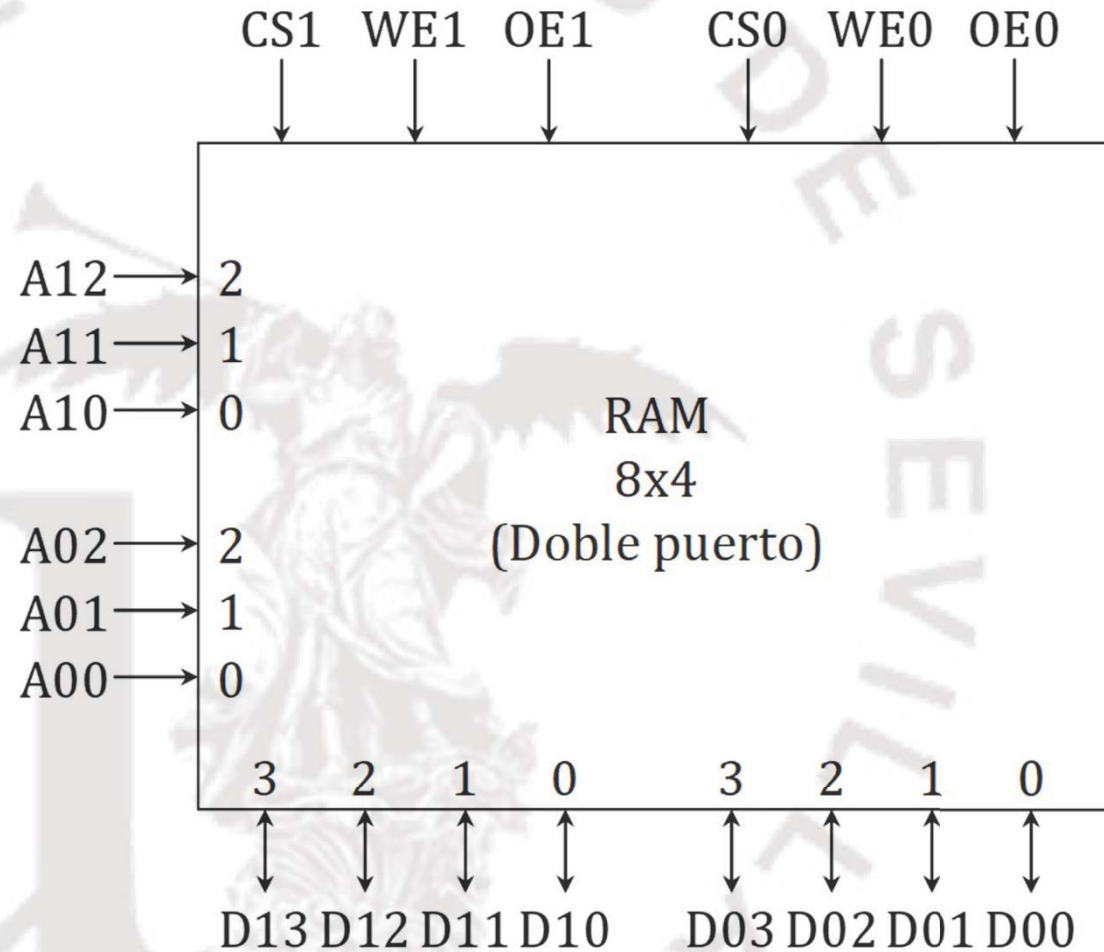 CS1 WE1 OE1 CS0 WE0 OE0
A12 2
A11 1
A10 0
RAM
8x4
(Doble puerto)
A02 2
A01 1
A00 0
3 2 1 0 3 2 1 0
D13 D12 D11 D10 D03 D02 D01 D00
DE SEVILL